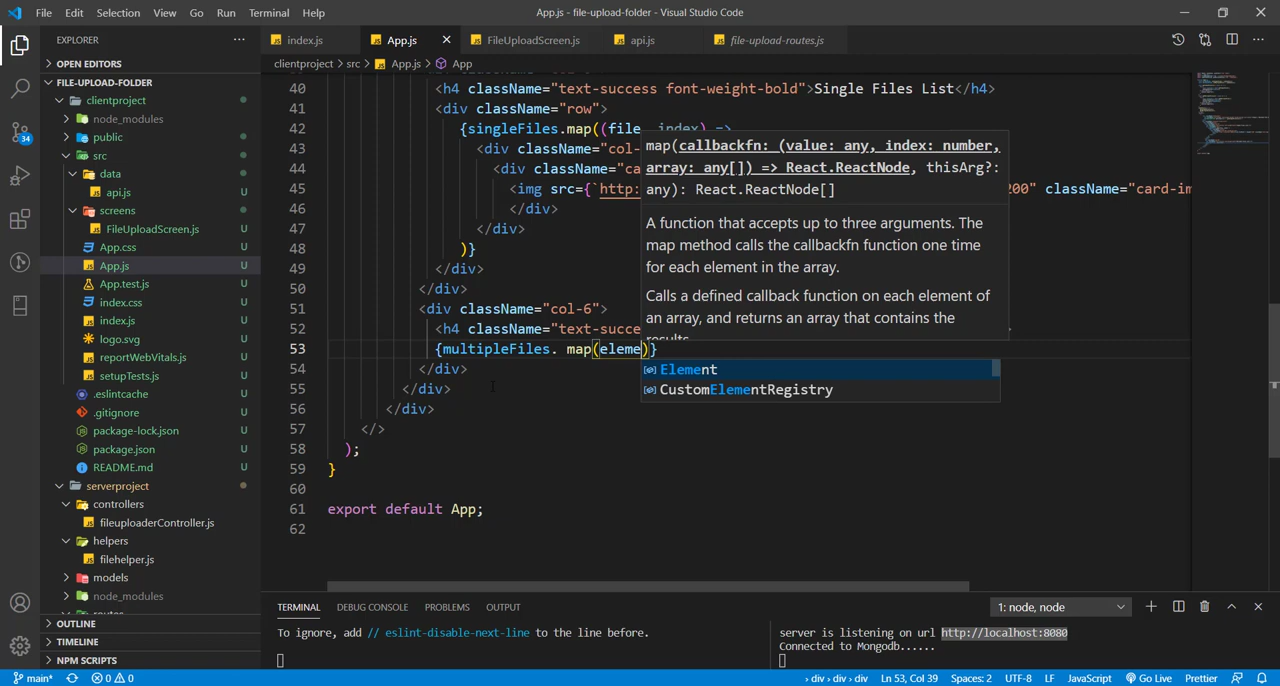 File Edit Selection View Go Run Terminal Help
App.js - file-upload-folder - Visual Studio Code
EXPLORER
OPEN EDITORS
FILE-UPLOAD-FOLDER
clientproject
node_modules
public
src
data
api.js U
screens
FileUploadScreen.js U
App.css U
App.js U
App.test.js U
index.css U
index.js U
logo.svg U
reportWebVitals.js U
setupTests.js U
.eslintcache U
.gitignore U
package-lock.json U
package.json U
README.md U
serverproject
controllers
fileuploaderController.js U
helpers
filehelper.js U
models
node_modules
OUTLINE
TIMELINE
NPM SCRIPTS
34
index.js App.js FileUploadScreen.js api.js file-upload-routes.js
clientproject > src > App.js > App
40 <h4 className="text-success font-weight-bold">Single Files List</h4>
41 <div className="row">
42 {singleFiles.map((file, index) =>
43 <div className="col-
44 <div className="ca
45 <img src={`http: 200" className="card-im
46 </div>
47 </div>
48 )}
49 </div>
50 </div>
51 <div className="col-6">
52 <h4 className="text-succe
53 {multipleFiles. map(eleme)}
54 </div>
55 </div>
56 </div>
57 </>
58 );
59 }
60
61 export default App;
62
map(callbackfn: (value: any, index: number,
array: any[]) => React.ReactNode, thisArg?:
any): React.ReactNode[]
A function that accepts up to three arguments. The
map method calls the callbackfn function one time
for each element in the array.
Calls a defined callback function on each element of
an array, and returns an array that contains the
results.
Element
CustomElementRegistry
TERMINAL DEBUG CONSOLE PROBLEMS OUTPUT
1: node, node
To ignore, add // eslint-disable-next-line to the line before.
server is listening on url http://localhost:8080
Connected to Mongodb......
main* 0 0
› div › div › div Ln 53, Col 39 Spaces: 2 UTF-8 LF JavaScript Go Live Prettier